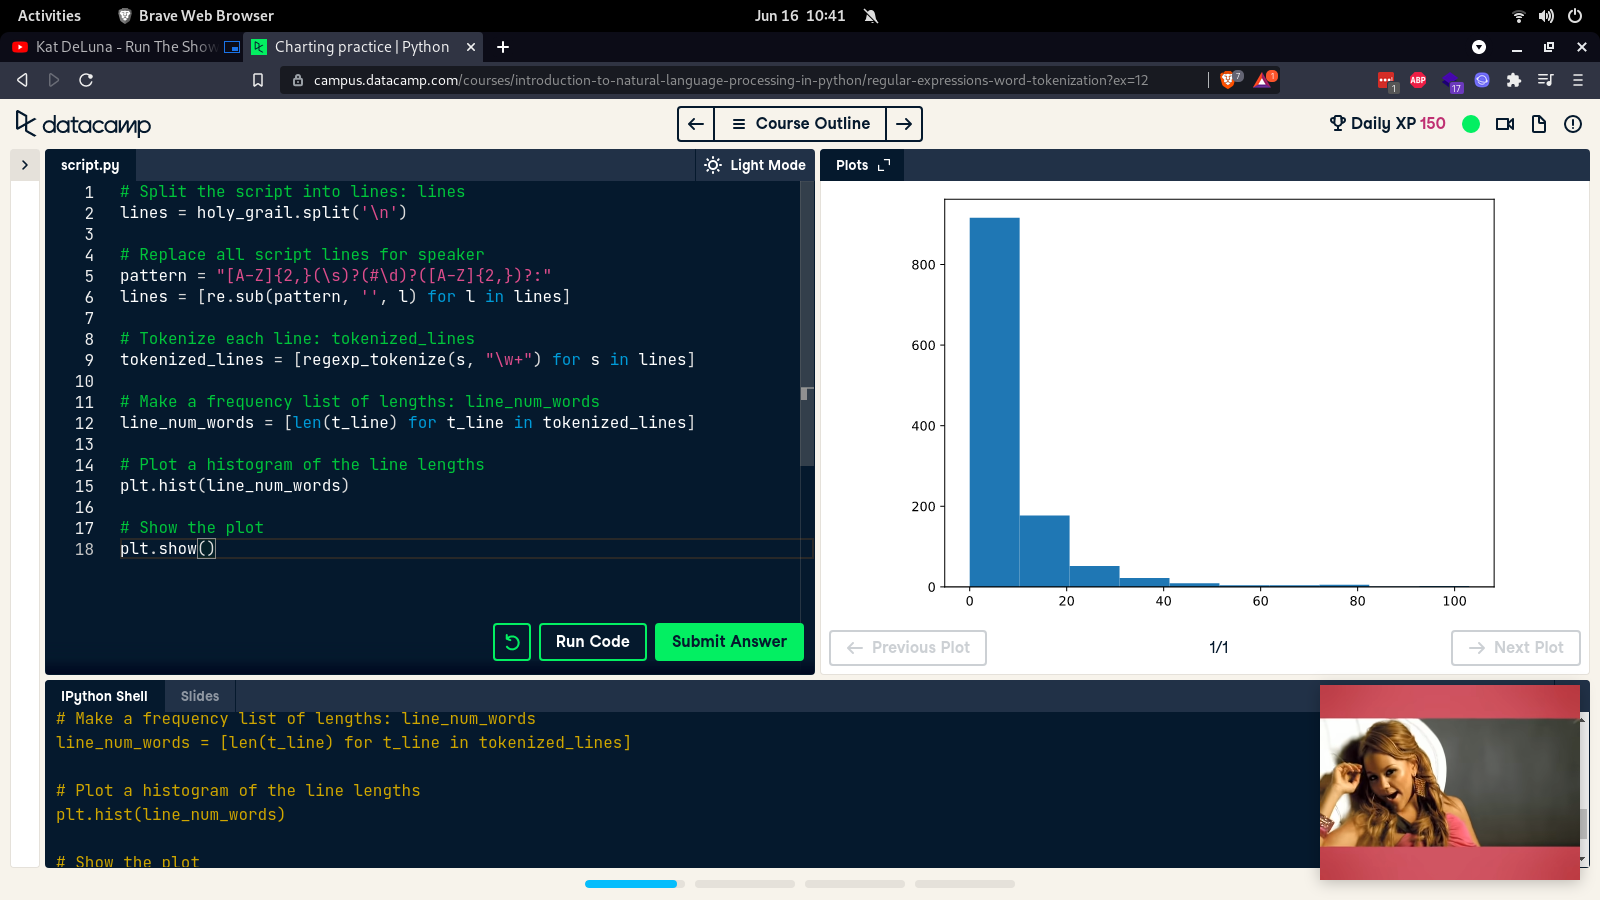 Activities
Brave Web Browser
Jun 16 10:41
Kat DeLuna - Run The Show
Charting practice | Python
campus.datacamp.com/courses/introduction-to-natural-language-processing-in-python/regular-expressions-word-tokenization?ex=12
7
1
1
ABP
17
datacamp
Course Outline
Daily XP 150
script.py
Light Mode
Plots
1 # Split the script into lines: lines
2 lines = holy_grail.split('\n')
3
4 # Replace all script lines for speaker
5 pattern = "[A-Z]{2,}(\s)?(#\d)?([A-Z]{2,})?:"
6 lines = [re.sub(pattern, '', l) for l in lines]
7
8 # Tokenize each line: tokenized_lines
9 tokenized_lines = [regexp_tokenize(s, "\w+") for s in lines]
10
11 # Make a frequency list of lengths: line_num_words
12 line_num_words = [len(t_line) for t_line in tokenized_lines]
13
14 # Plot a histogram of the line lengths
15 plt.hist(line_num_words)
16
17 # Show the plot
18 plt.show()
Run Code
Submit Answer
800
600
400
200
0
0 20 40 60 80 100
Previous Plot
1/1
Next Plot
IPython Shell
Slides
# Make a frequency list of lengths: line_num_words
line_num_words = [len(t_line) for t_line in tokenized_lines]
# Plot a histogram of the line lengths
plt.hist(line_num_words)
# Show the plot